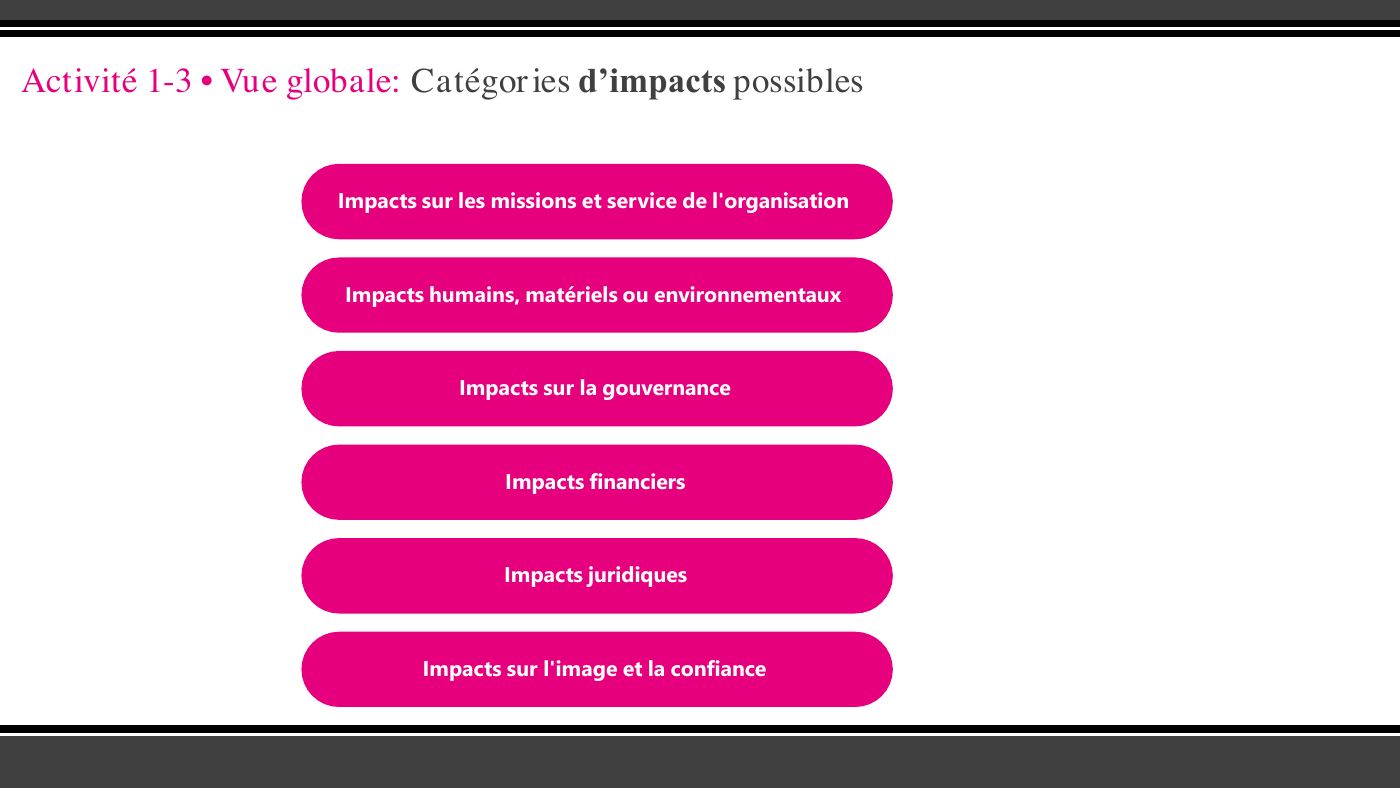 Activité 1-3 • Vue globale: Catégories d’impacts possibles
Impacts sur les missions et service de l'organisation
Impacts humains, matériels ou environnementaux
Impacts sur la gouvernance
Impacts financiers
Impacts juridiques
Impacts sur l'image et la confiance